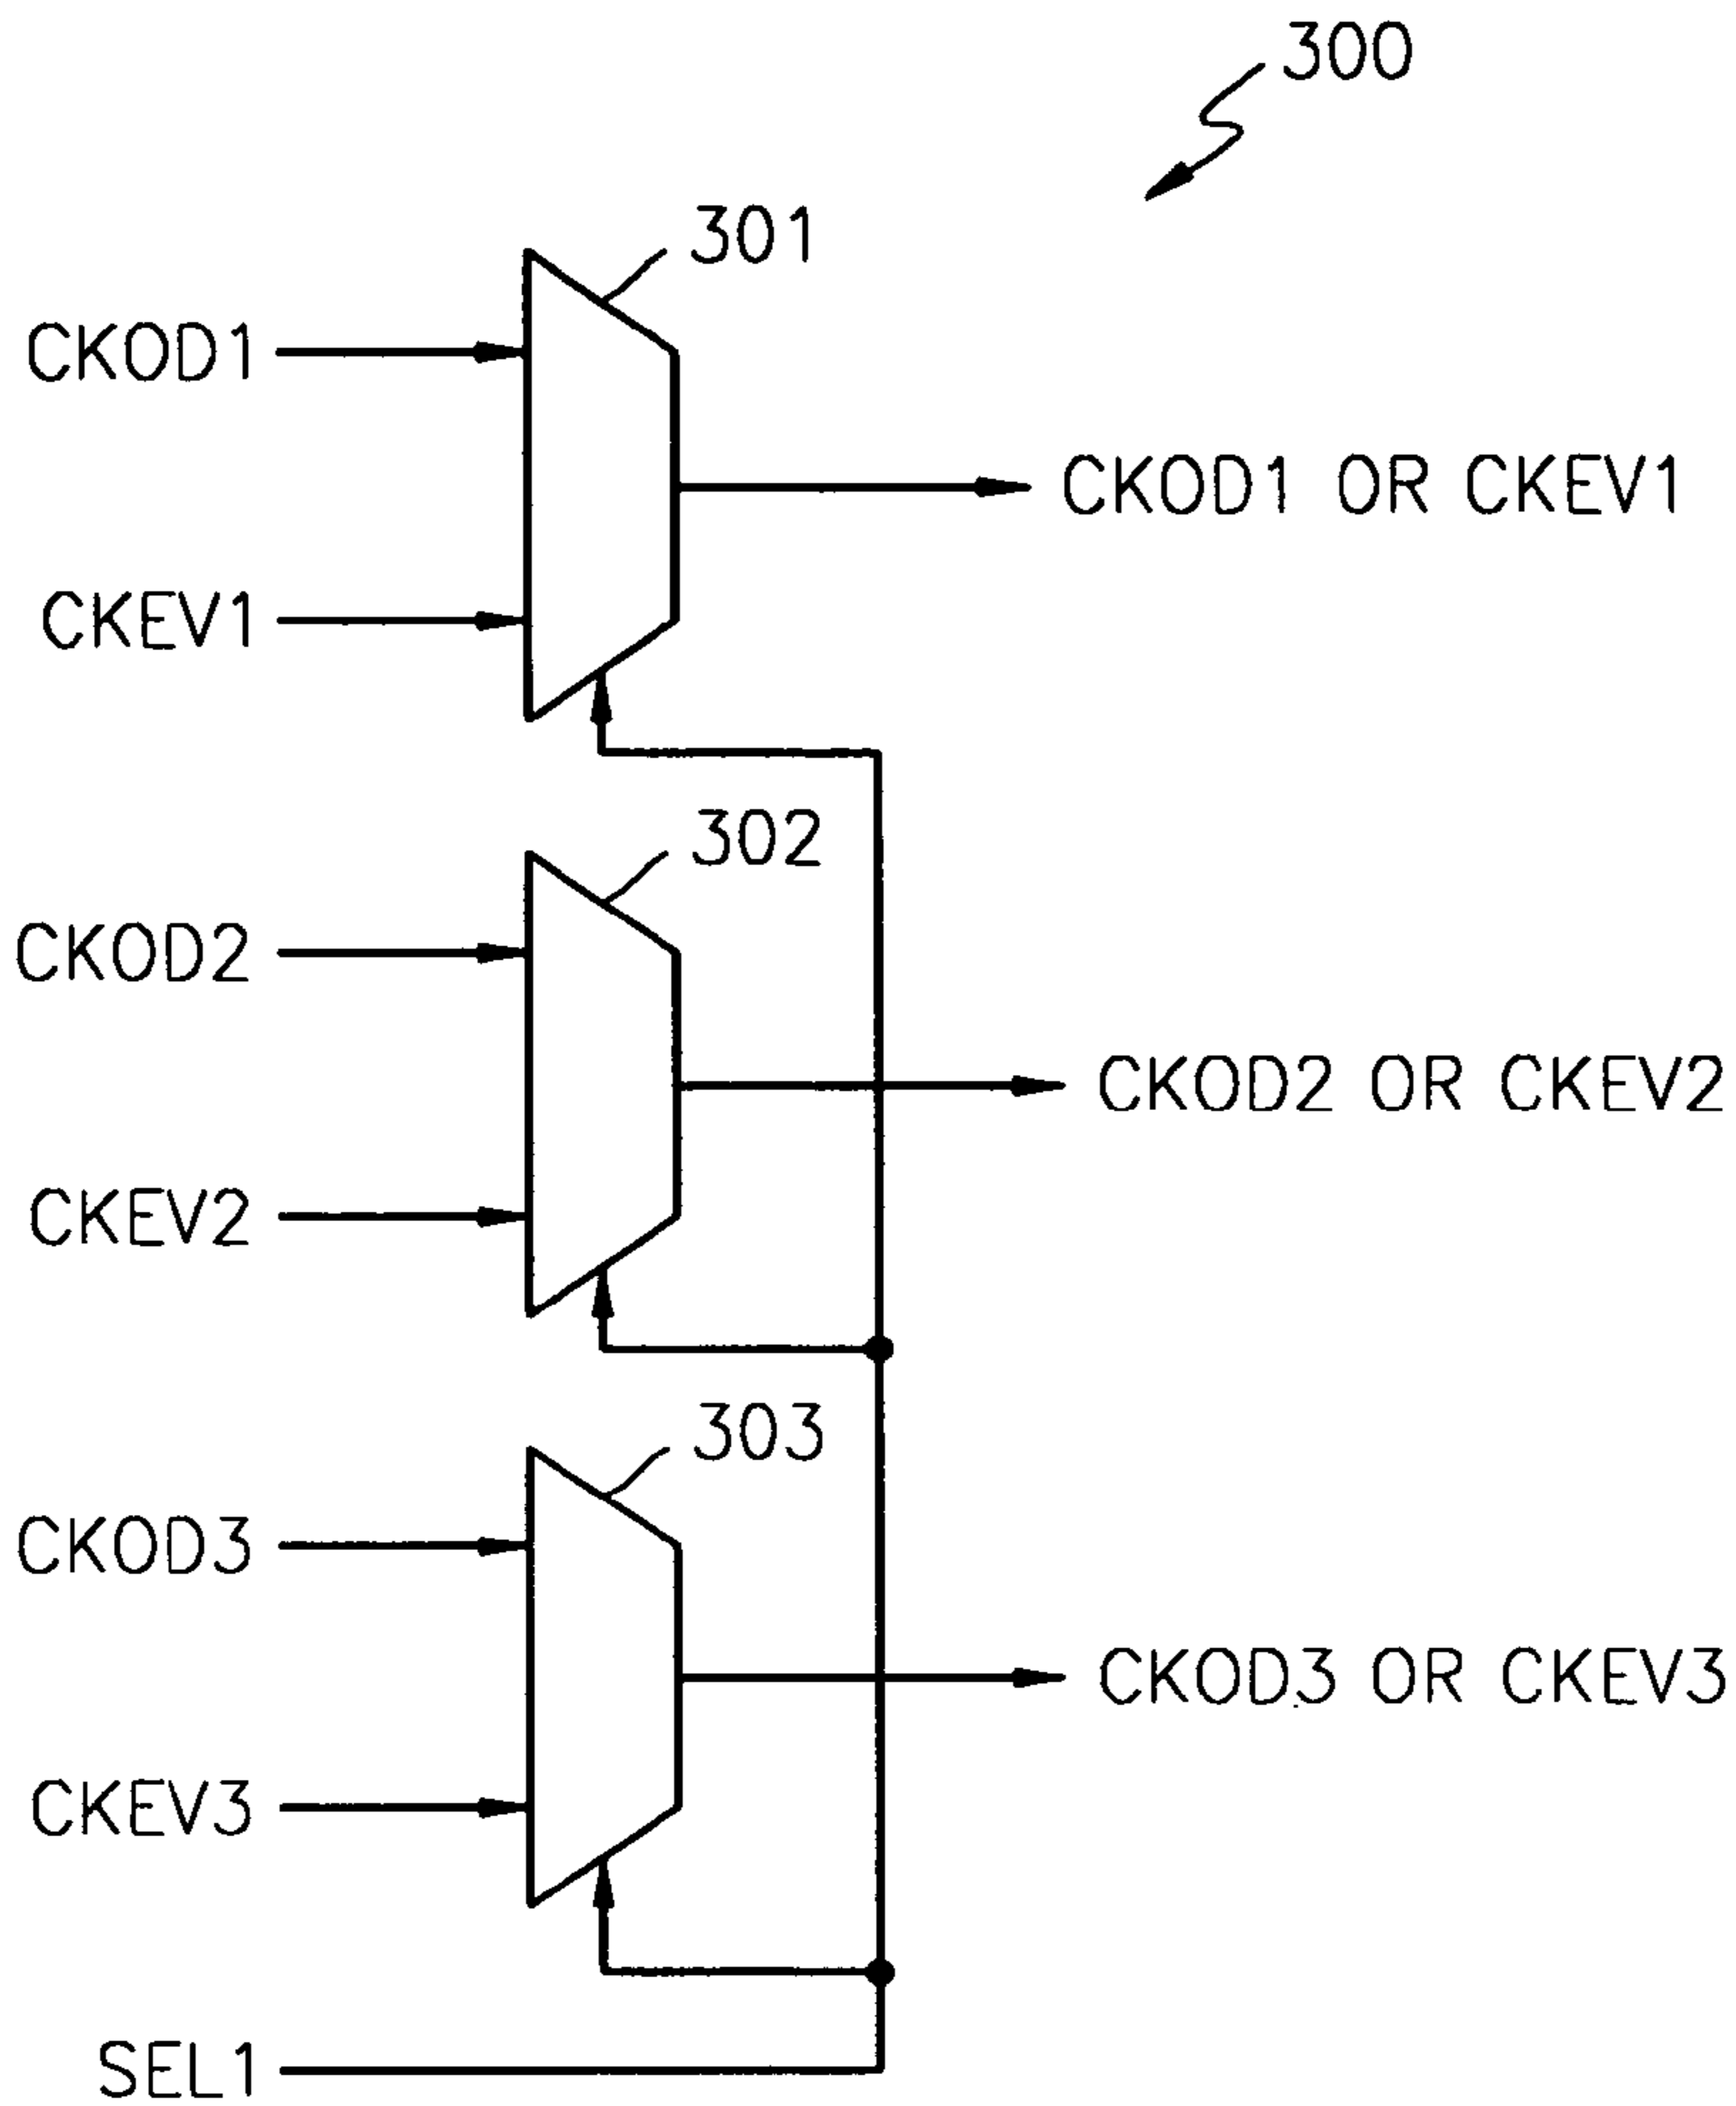 300
301
CKOD1
CKOD1 OR CKEV1
CKEV1
302
CKOD2
CKOD2 OR CKEV2
CKEV2
303
CKOD3
CKOD3 OR CKEV3
CKEV3
SEL1